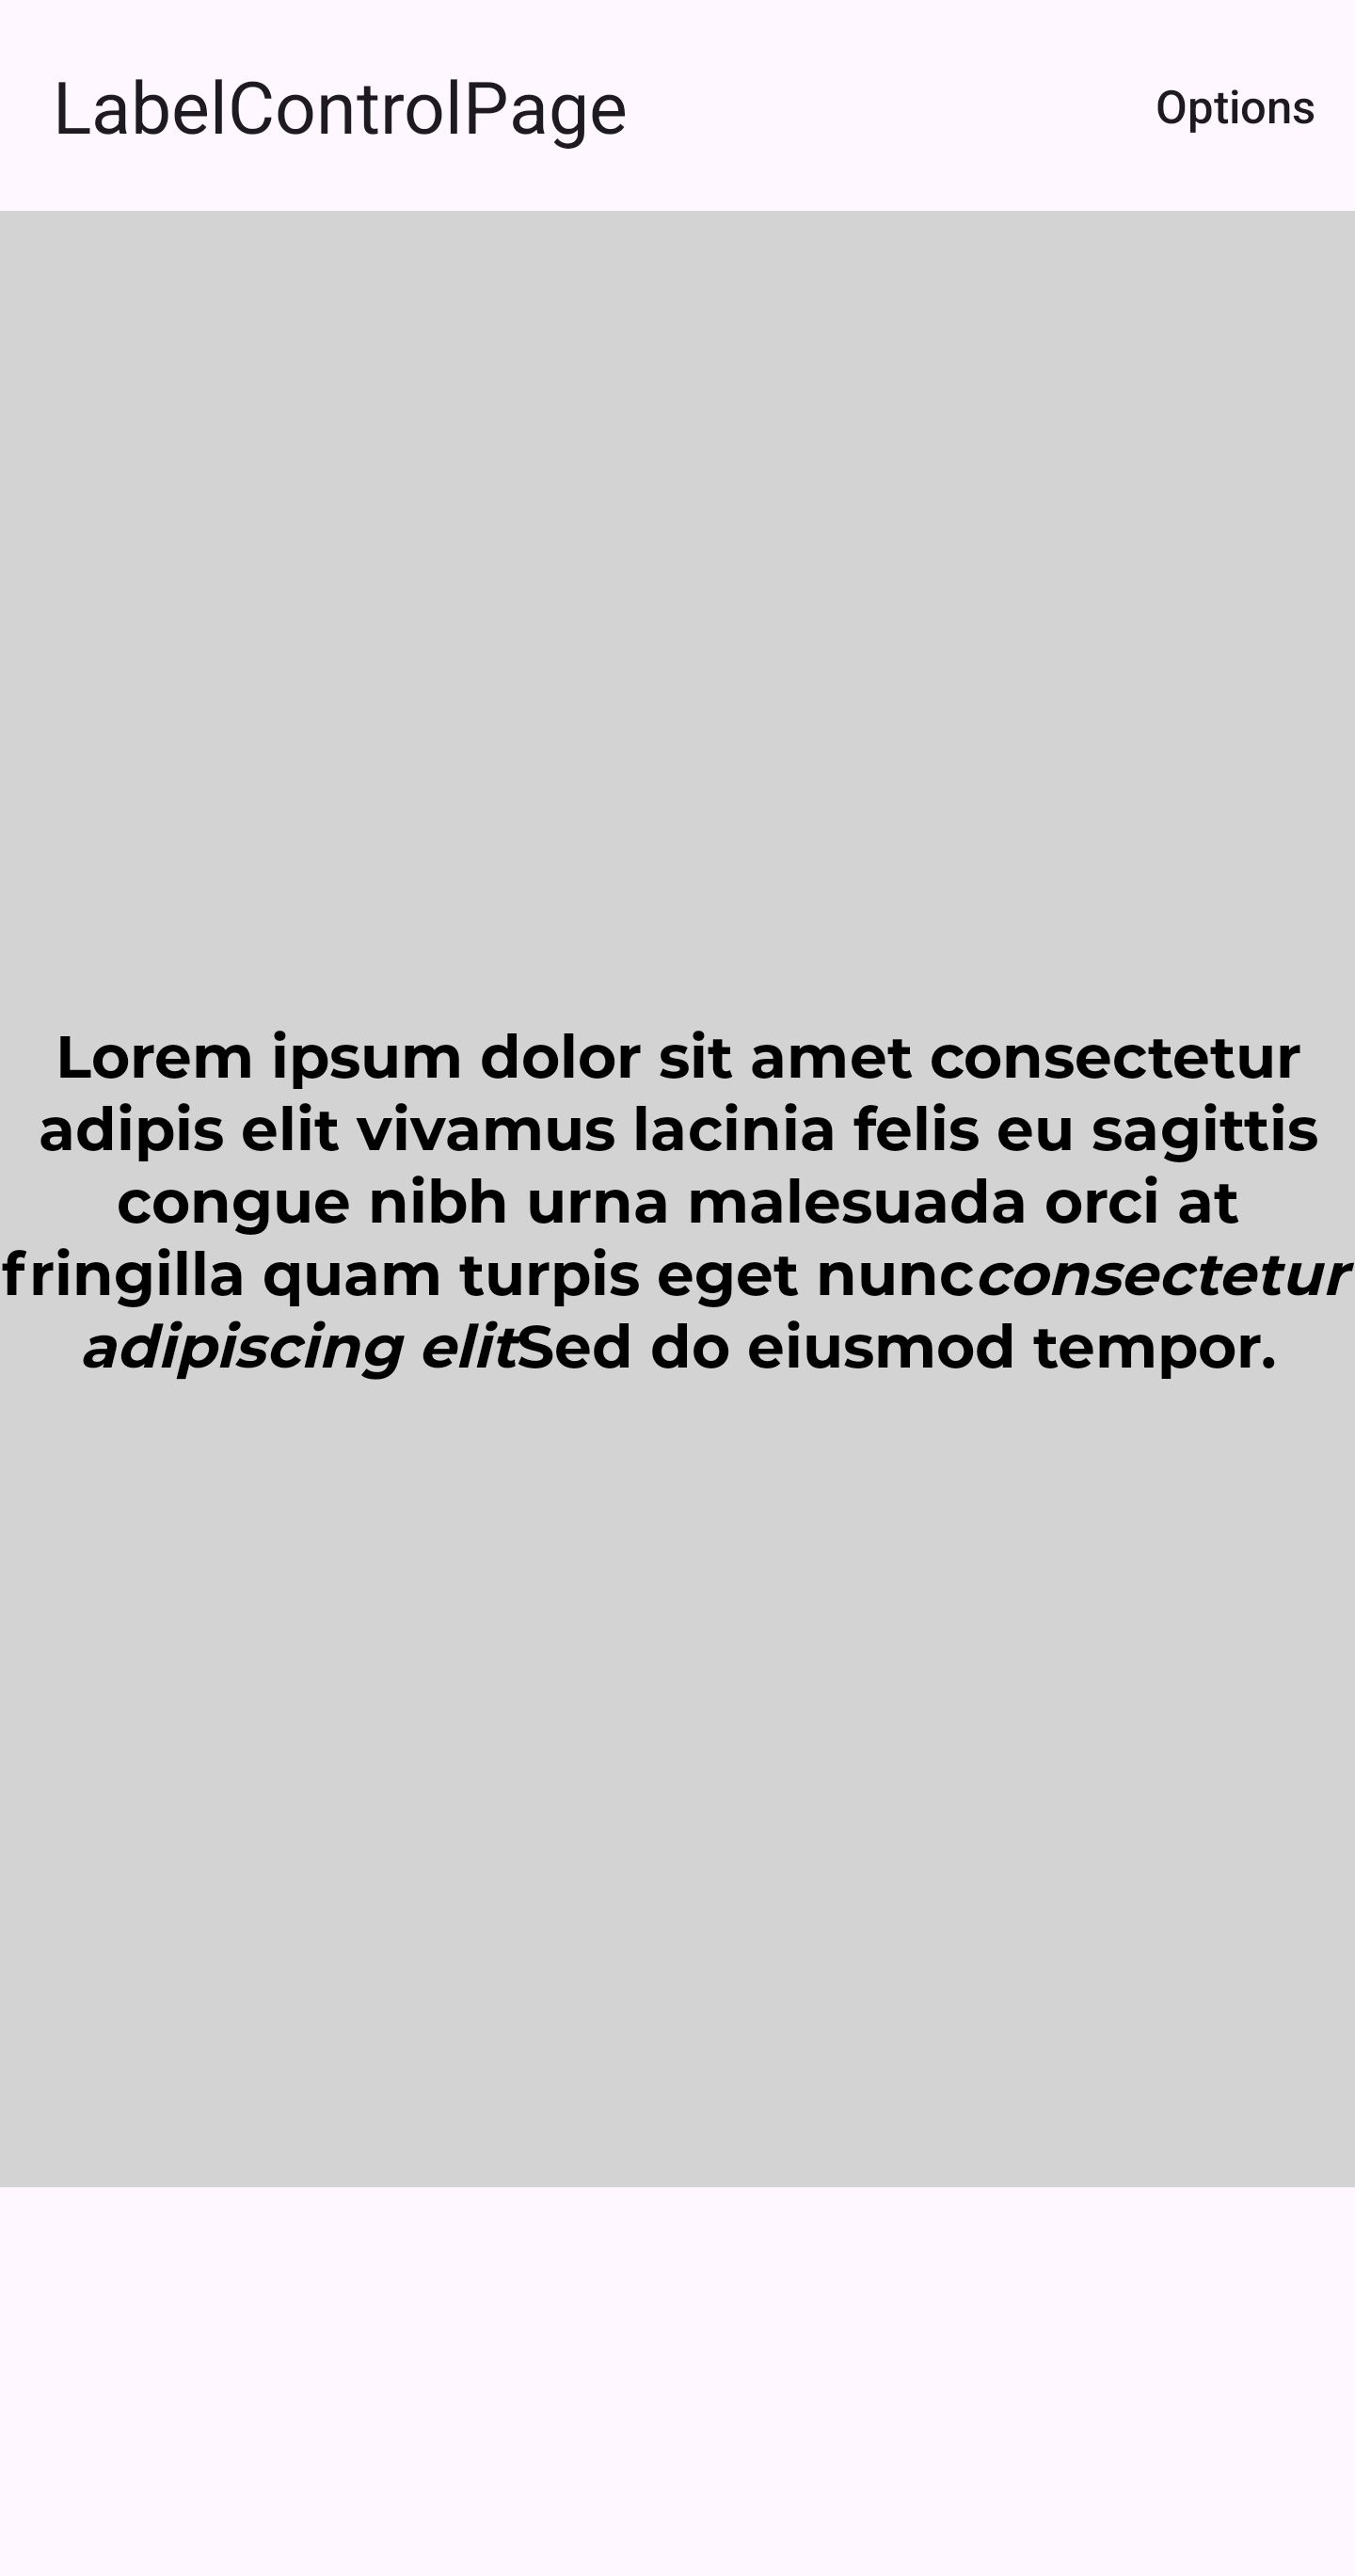 LabelControlPage
Options
Lorem ipsum dolor sit amet consectetur
adipis elit vivamus lacinia felis eu sagittis
congue nibh urna malesuada orci at
fringilla quam turpis eget nuncconsectetur
adipiscing elitSed do eiusmod tempor.